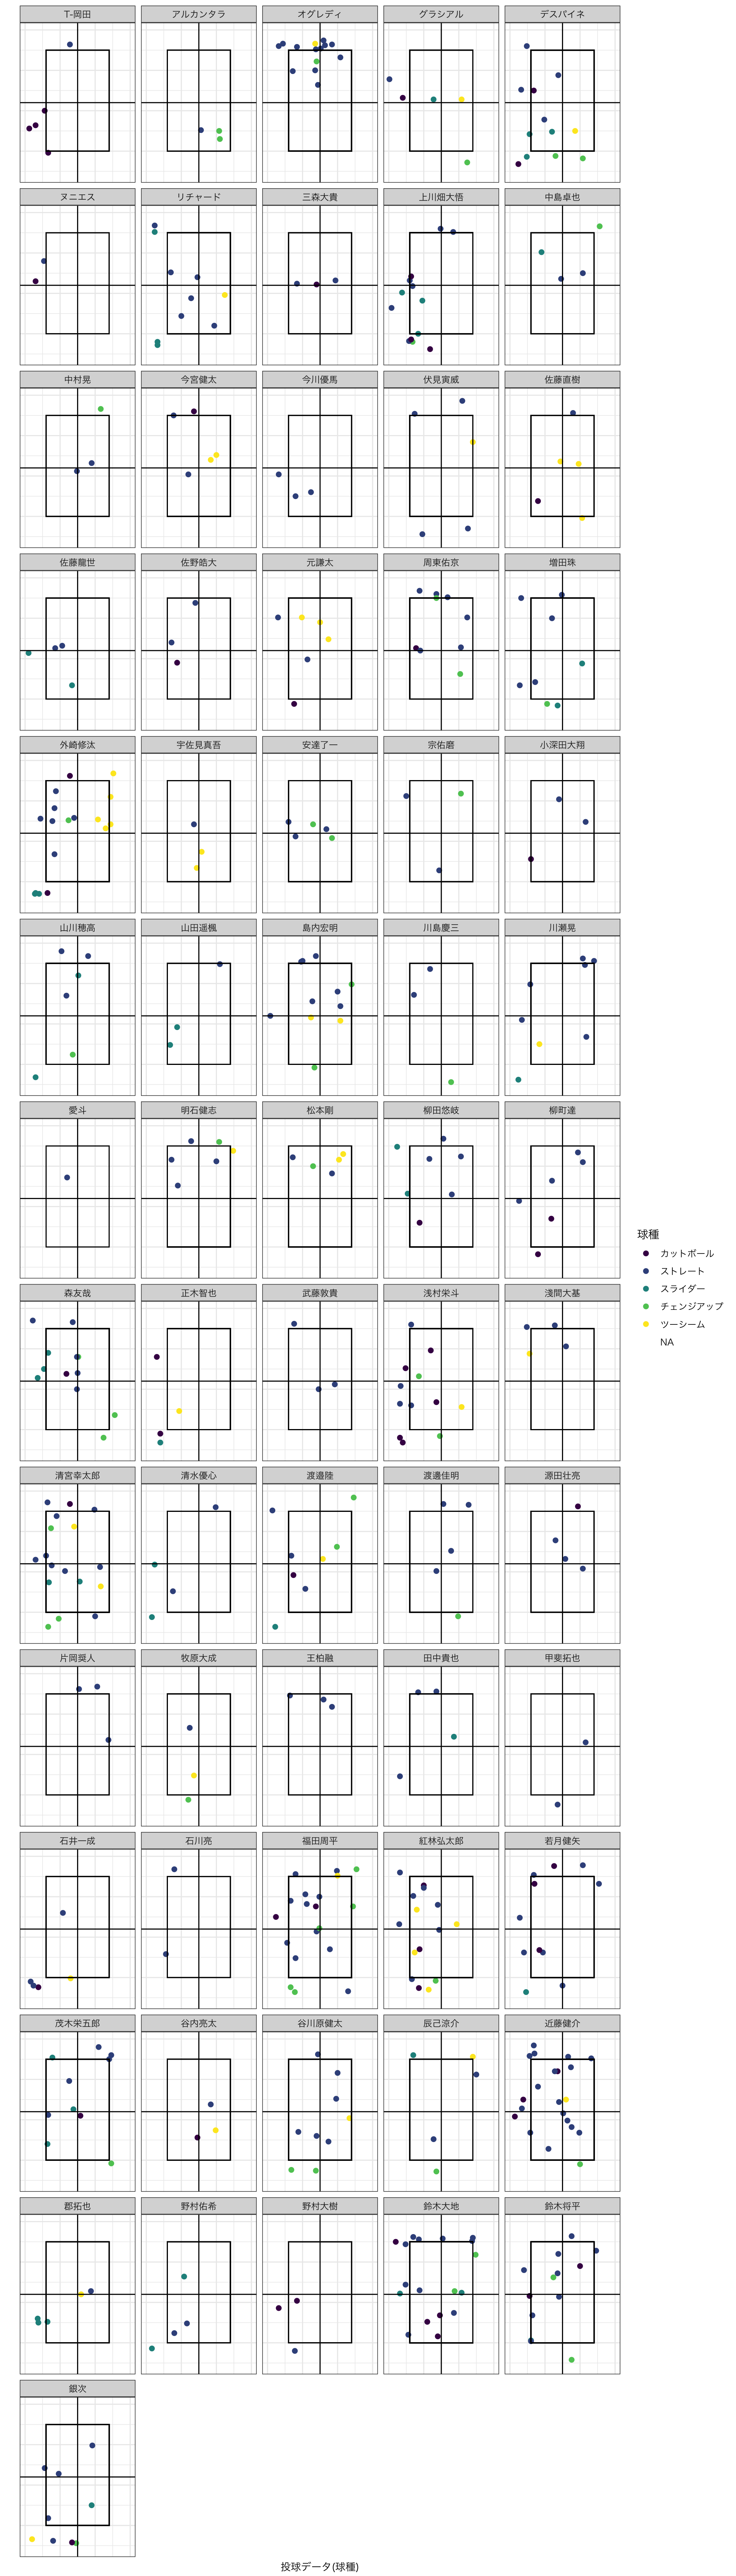 T-岡田 アルカンタラ オグレディ グラシアル デスパイネ
ヌニエス リチャード 三森大貴 上川畑大悟 中島卓也
中村晃 今宮健太 今川優馬 伏見寅威 佐藤直樹
佐藤龍世 佐野皓大 元謙太 周東佑京 増田珠
外崎修汰 宇佐見真吾 安達了一 宗佑磨 小深田大翔
山川穂高 山田遥楓 島内宏明 川島慶三 川瀬晃
愛斗 明石健志 松本剛 柳田悠岐 柳町達
球種
カットボール
ストレート
スライダー
チェンジアップ
ツーシーム
NA
森友哉 正木智也 武藤敦貴 浅村栄斗 淺間大基
清宮幸太郎 清水優心 渡邉陸 渡邊佳明 源田壮亮
片岡奨人 牧原大成 王柏融 田中貴也 甲斐拓也
石井一成 石川亮 福田周平 紅林弘太郎 若月健矢
茂木栄五郎 谷内亮太 谷川原健太 辰己涼介 近藤健介
郡拓也 野村佑希 野村大樹 鈴木大地 鈴木将平
銀次
投球データ(球種)